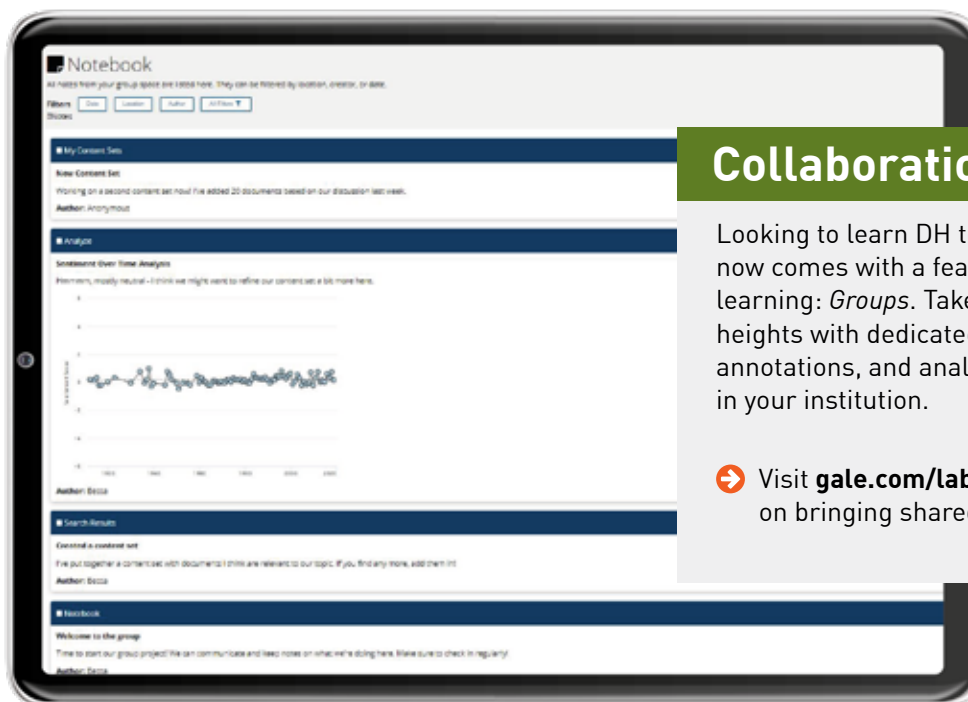 Notebook
All notes from your group space are listed here. They can be filtered by location, creator, or date.
Filters
Date
Location
Author
All Filters
My Content Sets
New Content Set
Working on a second content set now! I've added 20 documents based on our discussion last week.
Author: Anonymous
Analyze
Sentiment Over Time Analysis
Hmmmm, mostly neutral - I think we might want to refine our content set a bit more here.
Author: Becca
Search Results
Created a content set
I've put together a content set with documents I think are relevant to our topic. If you find any more, add them in!
Author: Becca
Notebook
Welcome to the group
Time to start our group project! We can communicate and keep notes on what we're doing here. Make sure to check in regularly!
Author: Becca
Collaboratio
Looking to learn DH t
now comes with a fea
learning: Groups. Take
heights with dedicate
annotations, and anal
in your institution.
Visit gale.com/lab
on bringing share